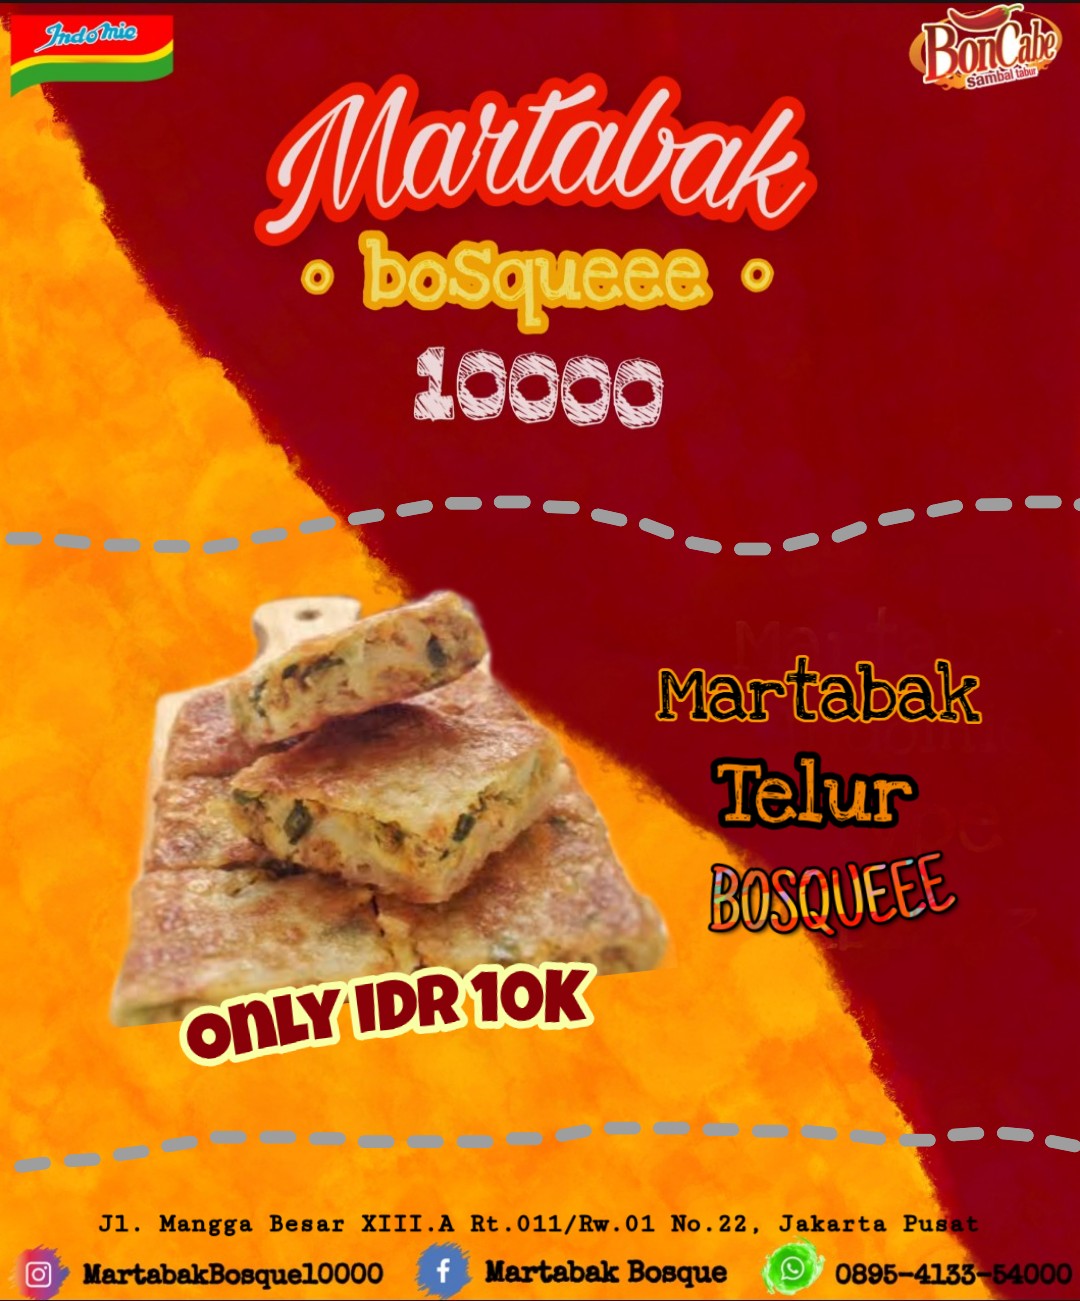 Indomie
BonCabe
sambal tabur
Martabak
bosqueee
10000
Martabak
Telur
BOSQUEEE
ONLY IDR 10K
Jl. Mangga Besar XIII.A Rt.011/Rw.01 No.22, Jakarta Pusat
MartabakBosque10000
Martabak Bosque
0895-4133-54000